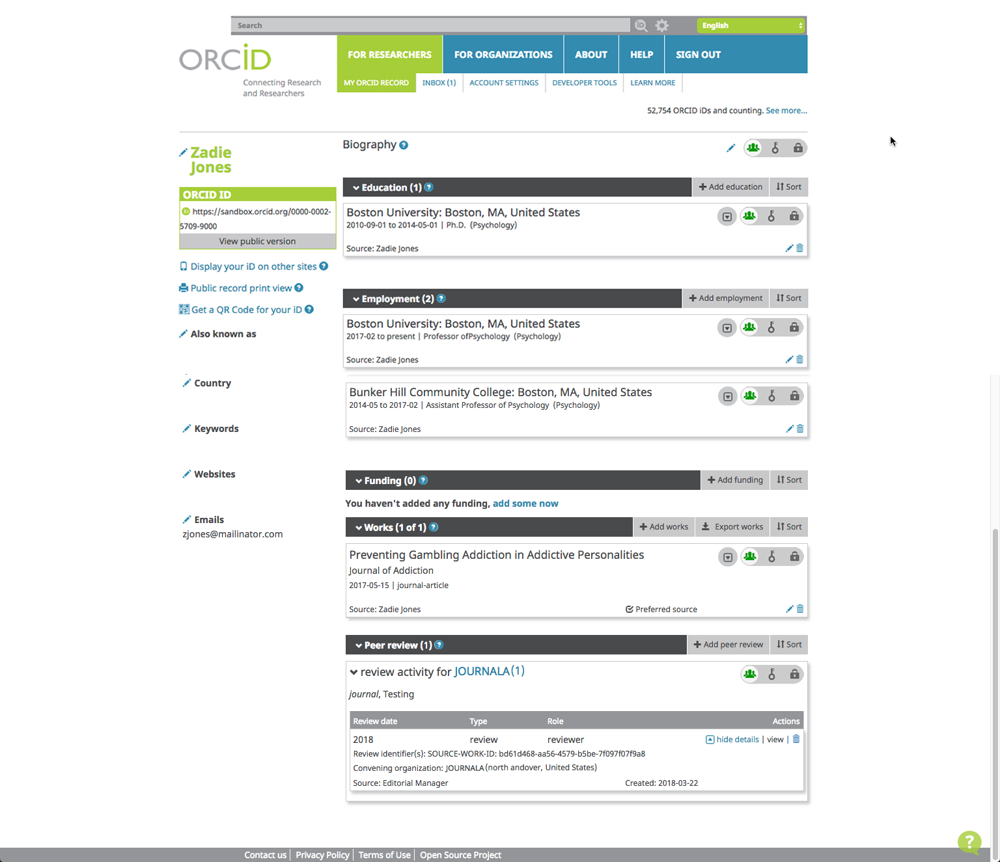 Search
English
ORCID
Connecting Research
and Researchers
FOR RESEARCHERS FOR ORGANIZATIONS ABOUT HELP SIGN OUT
MY ORCID RECORD INBOX (1) ACCOUNT SETTINGS DEVELOPER TOOLS LEARN MORE
52,754 ORCID iDs and counting. See more...
Zadie
Jones
ORCID ID
iD https://sandbox.orcid.org/0000-0002-
5709-9000
View public version
Display your iD on other sites ?
Public record print view ?
Get a QR Code for your iD ?
Also known as
Country
Keywords
Websites
Emails
zjones@mailinator.com
Biography ?
Education (1) ? Add education Sort
Boston University: Boston, MA, United States
2010-09-01 to 2014-05-01 | Ph.D. (Psychology)
Source: Zadie Jones
Employment (2) ? Add employment Sort
Boston University: Boston, MA, United States
2017-02 to present | Professor ofPsychology (Psychology)
Source: Zadie Jones
Bunker Hill Community College: Boston, MA, United States
2014-05 to 2017-02 | Assistant Professor of Psychology (Psychology)
Source: Zadie Jones
Funding (0) ? Add funding Sort
You haven't added any funding, add some now
Works (1 of 1) ? Add works Export works Sort
Preventing Gambling Addiction in Addictive Personalities
Journal of Addiction
2017-05-15 | journal-article
Source: Zadie Jones Preferred source
Peer review (1) ? Add peer review Sort
review activity for JOURNALA(1)
journal, Testing
Review date Type Role Actions
2018 review reviewer hide details | view |
Review identifier(s): SOURCE-WORK-ID: bd61d468-aa56-4579-b5be-7f097f07f9a8
Convening organization: JOURNALA(north andover, United States)
Source: Editorial Manager Created: 2018-03-22
?
Contact us Privacy Policy Terms of Use Open Source Project